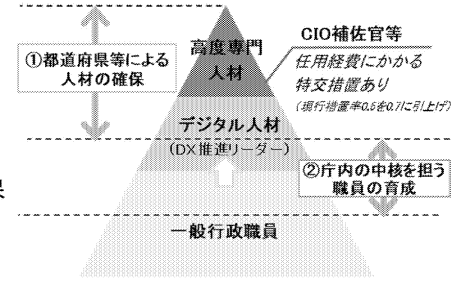 高度専門
人材
①都道府県等による
人材の確保
CIO補佐官等
任用経費にかかる
特交措置あり
(現行措置率0.5を0.7に引上げ)
デジタル人材
(DX推進リーダー)
②庁内の中核を担う
職員の育成
保
一般行政職員